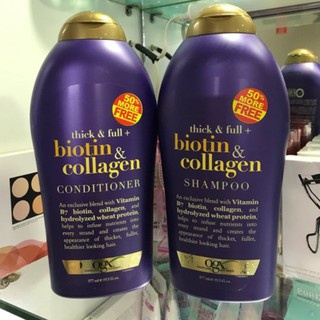 50%
MORE
FREE
thick & full +
biotin &
collagen
CONDITIONER
An exclusive blend with Vitamin
B7 biotin, collagen, and
hydrolyzed wheat protein,
helps to infuse nutrients into
every strand and creates the
appearance of thicker, fuller,
healthier looking hair.
ogx
50%
MORE
FREE
thick & full +
biotin &
collagen
SHAMPOO
An exclusive blend with Vitamin
B7 biotin, collagen, and
hydrolyzed wheat protein,
helps to infuse nutrients into
every strand and creates the
appearance of thicker, fuller,
healthier looking hair.
ogx